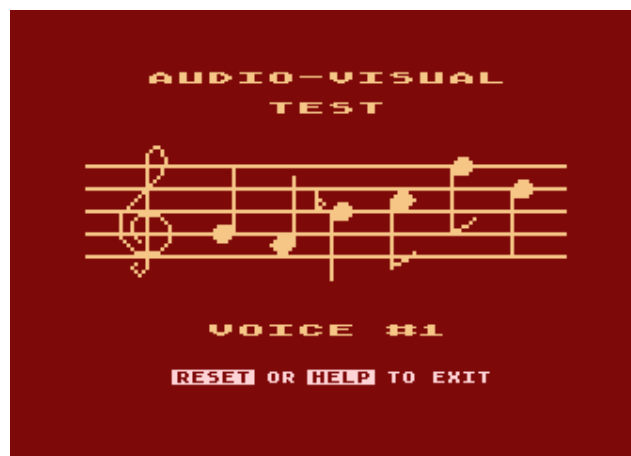 AUDIO-VISUAL
TEST
VOICE #1
RESET OR HELP TO EXIT